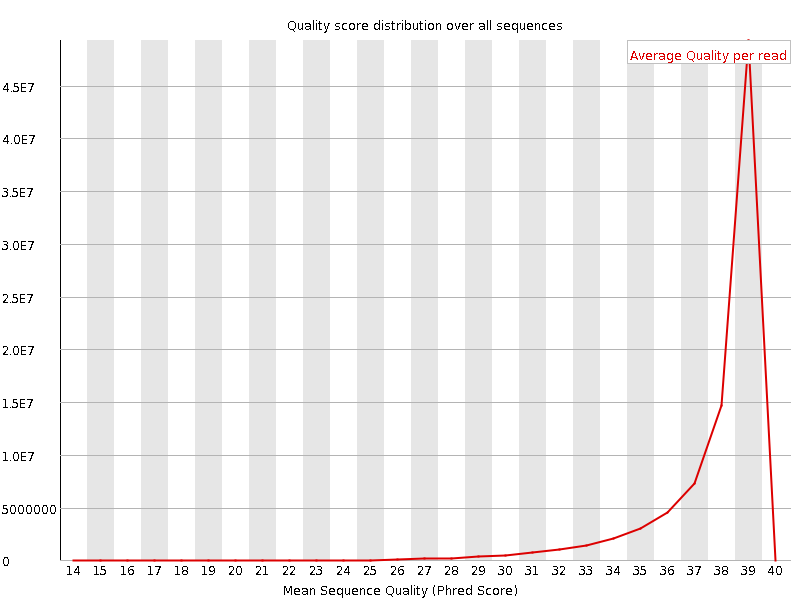 Quality score distribution over all sequences
Average Quality per read
4.5E7
4.0E7
3.5E7
3.0E7
2.5E7
2.0E7
1.5E7
1.0E7
5000000
0
14 15 16 17 18 19 20 21 22 23 24 25 26 27 28 29 30 31 32 33 34 35 36 37 38 39 40
Mean Sequence Quality (Phred Score)